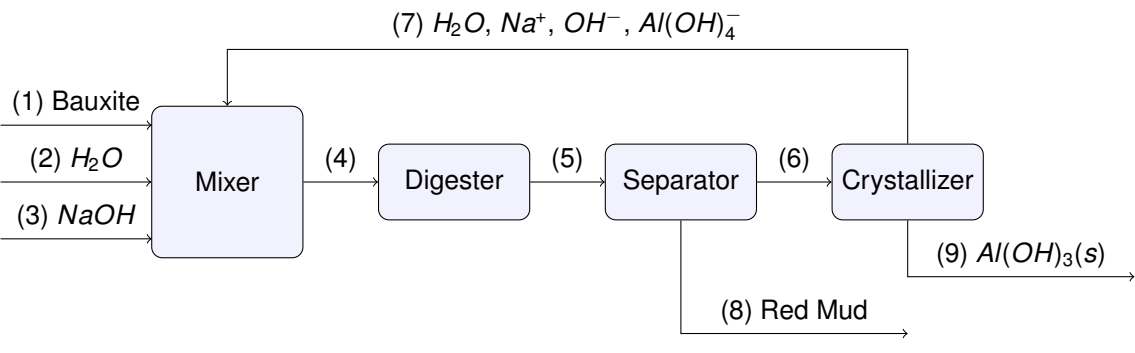 (7) H₂O, Na⁺, OH⁻, Al(OH)₄⁻
(1) Bauxite
(2) H₂O
(3) NaOH
Mixer
(4)
Digester
(5)
Separator
(6)
Crystallizer
(9) Al(OH)₃(s)
(8) Red Mud